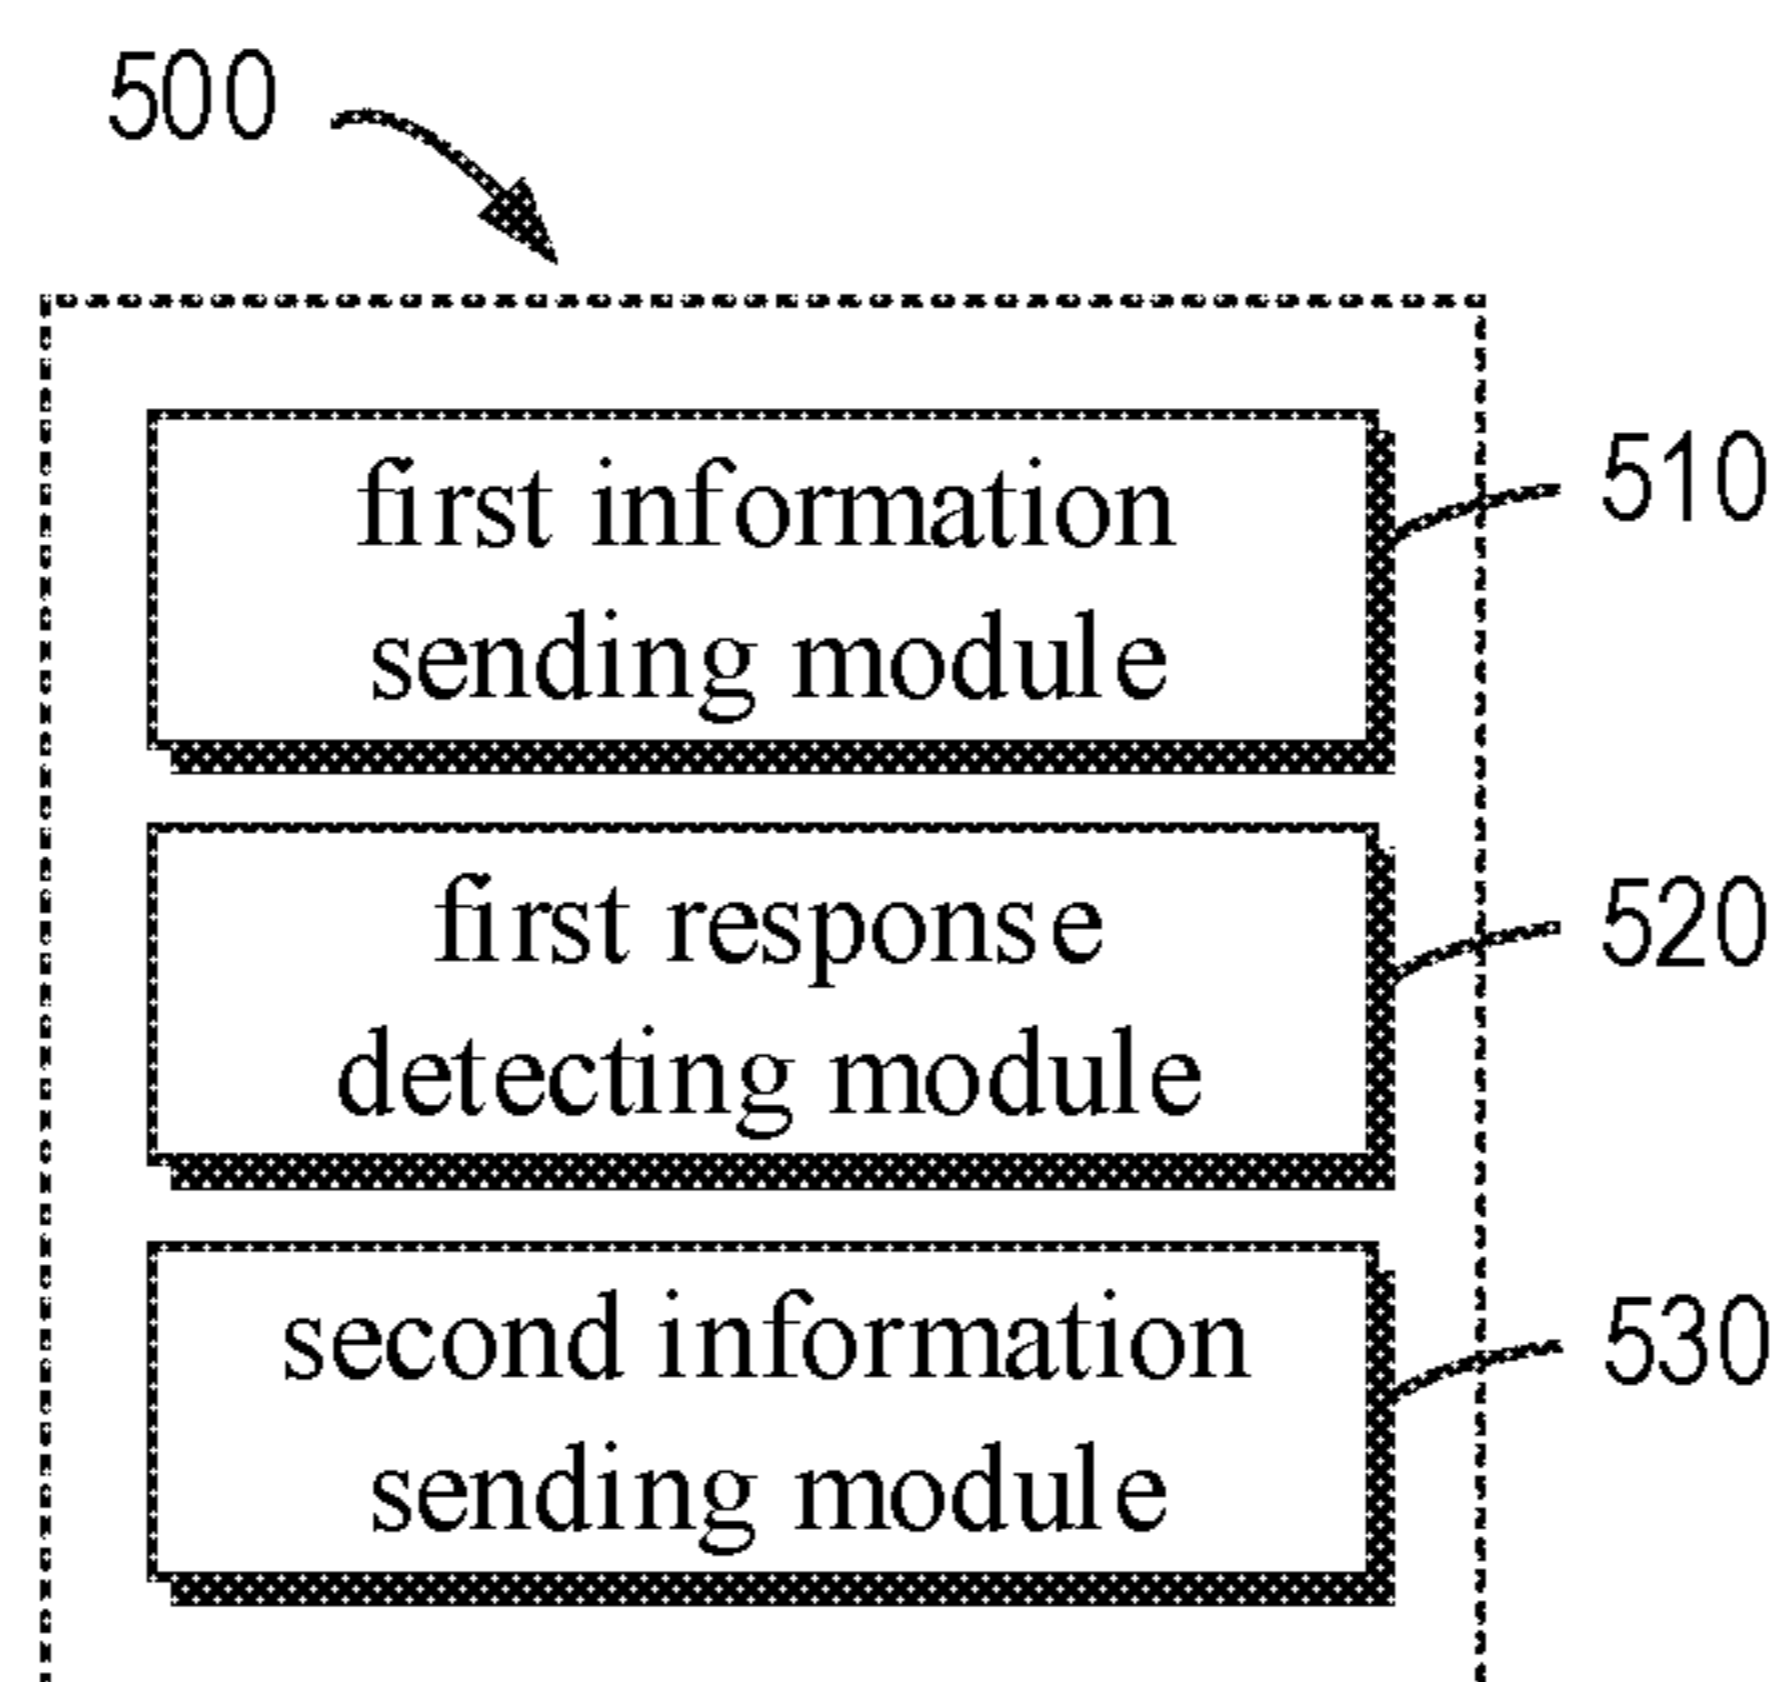 500
first information
sending module
510
first response
detecting module
520
second information
sending module
530